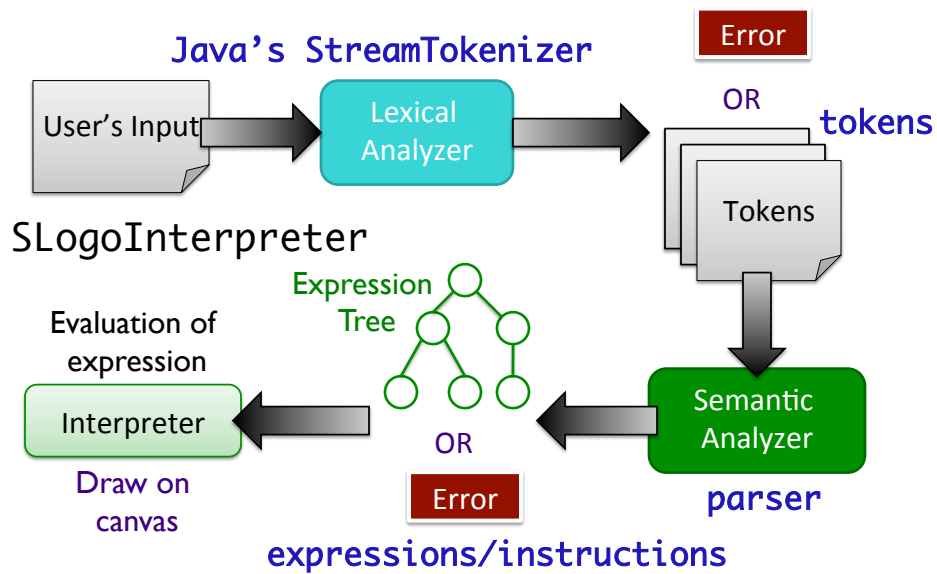 Java's StreamTokenizer
Error
User's Input
Lexical
Analyzer
OR
tokens
Tokens
SLogoInterpreter
Expression
Tree
Evaluation of
expression
Interpreter
Draw on
canvas
OR
Error
Semantic
Analyzer
parser
expressions/instructions